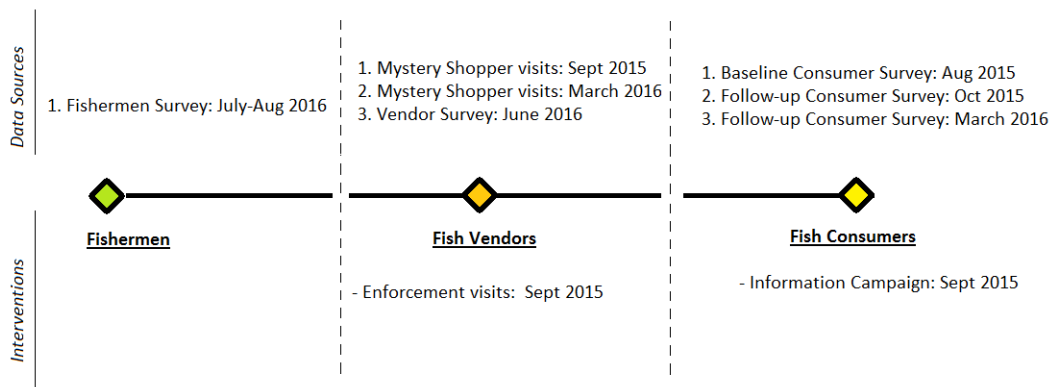 Data Sources
1. Fishermen Survey: July-Aug 2016
1. Mystery Shopper visits: Sept 2015
2. Mystery Shopper visits: March 2016
3. Vendor Survey: June 2016
1. Baseline Consumer Survey: Aug 2015
2. Follow-up Consumer Survey: Oct 2015
3. Follow-up Consumer Survey: March 2016
Fishermen
Fish Vendors
Fish Consumers
Interventions
- Enforcement visits: Sept 2015
- Information Campaign: Sept 2015